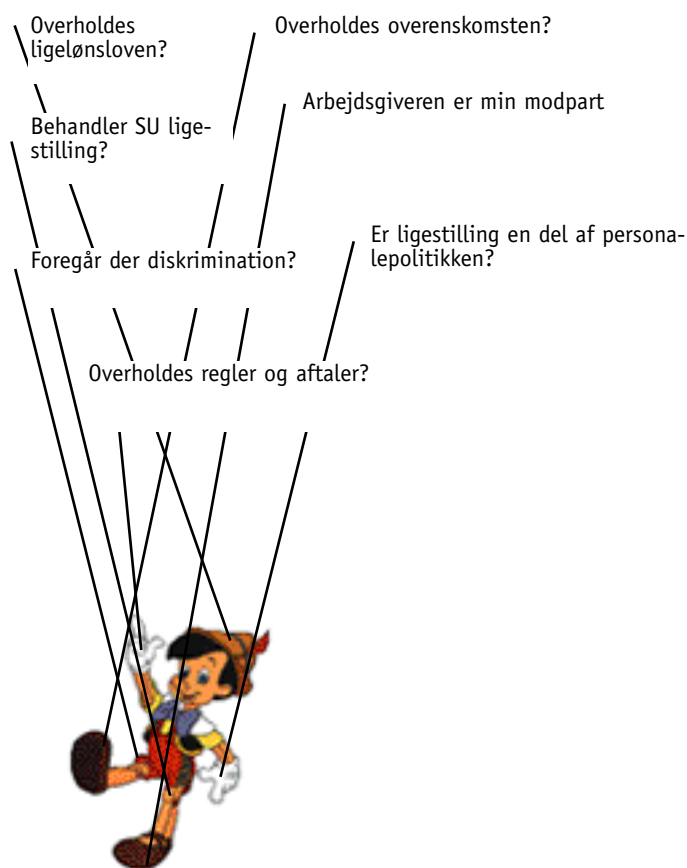 Overholdes
ligelønsloven?
Overholdes overenskomsten?
Arbejdsgiveren er min modpart
Behandler SU lige-
stilling?
Er ligestilling en del af persona-
lepolitikken?
Foregår der diskrimination?
Overholdes regler og aftaler?